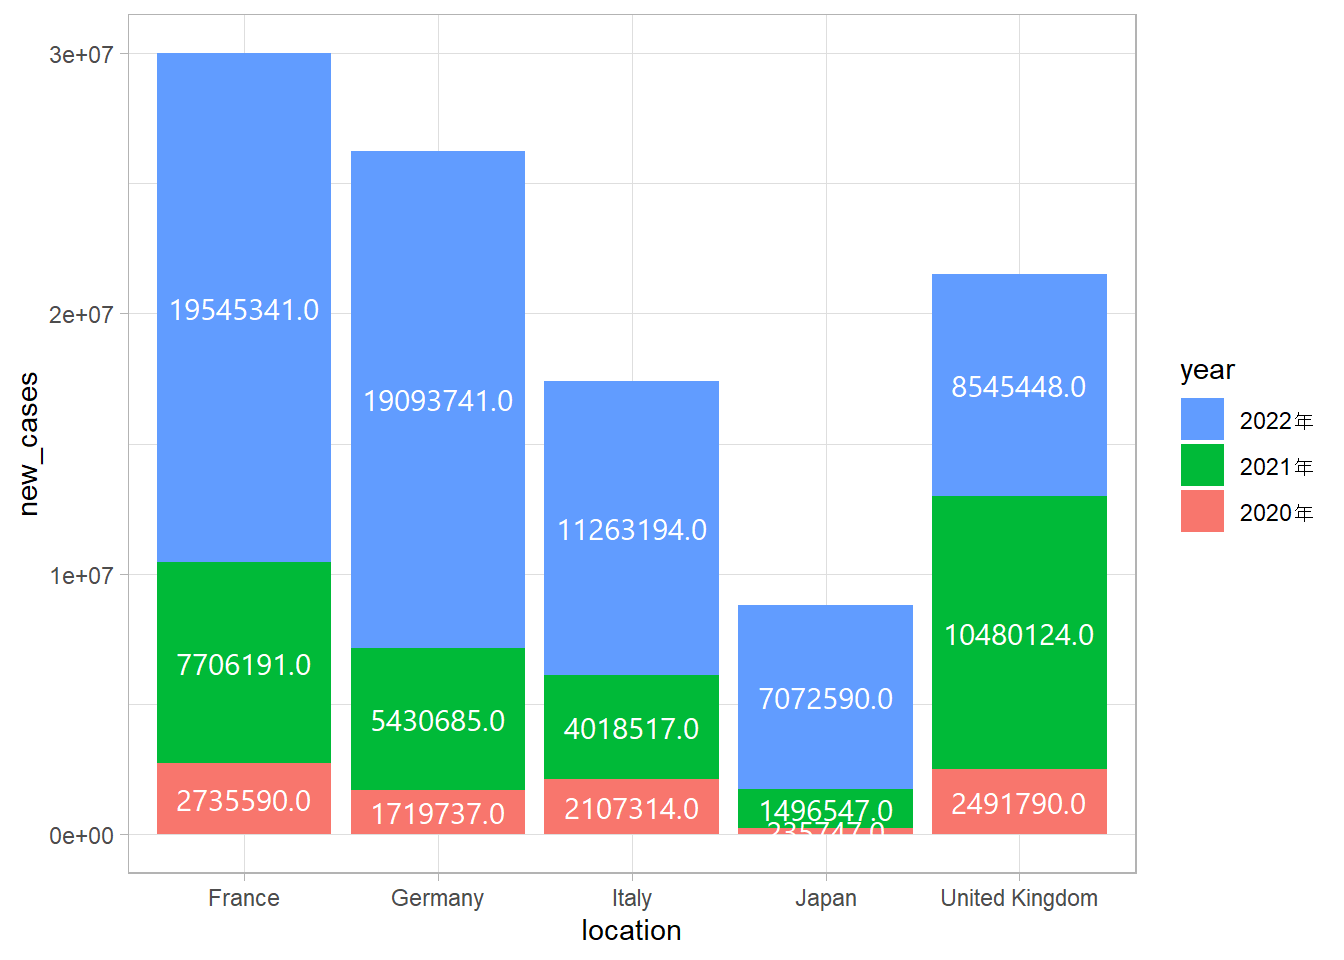 3e+07
2e+07
1e+07
0e+00
new_cases
19545341.0
7706191.0
2735590.0
19093741.0
5430685.0
1719737.0
11263194.0
4018517.0
2107314.0
7072590.0
1496547.0
235747.0
8545448.0
10480124.0
2491790.0
France
Germany
Italy
Japan
United Kingdom
location
year
2022年
2021年
2020年